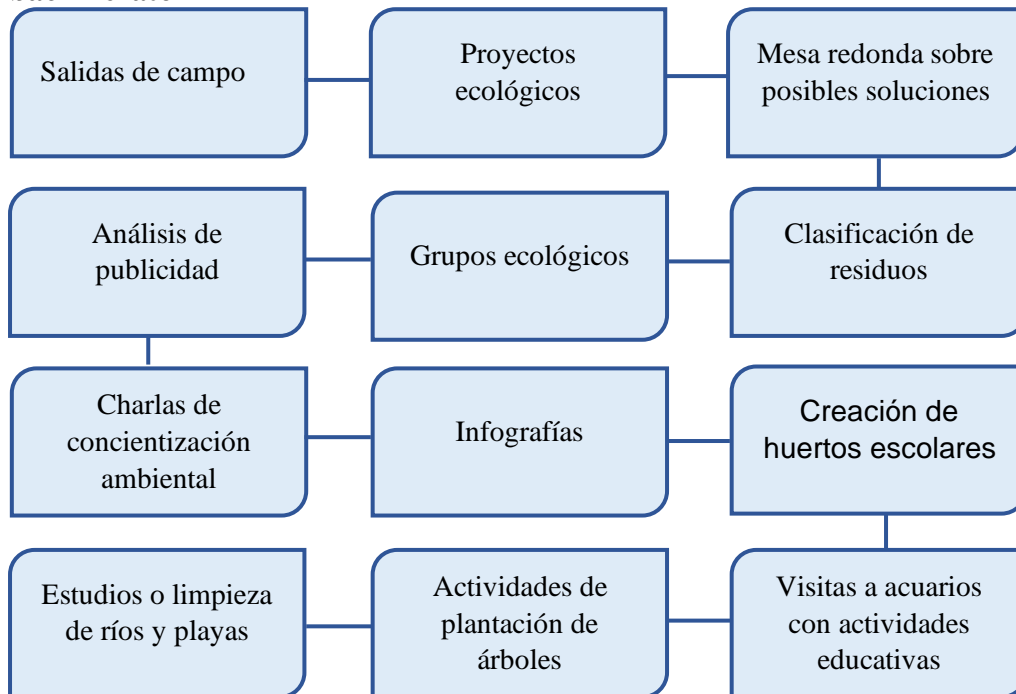 Salidas de campo
Proyectos
ecológicos
Mesa redonda sobre
posibles soluciones
Análisis de
publicidad
Grupos ecológicos
Clasificación de
residuos
Charlas de
concientización
ambiental
Infografías
Creación de
huertos escolares
Estudios o limpieza
de ríos y playas
Actividades de
plantación de
árboles
Visitas a acuarios
con actividades
educativas